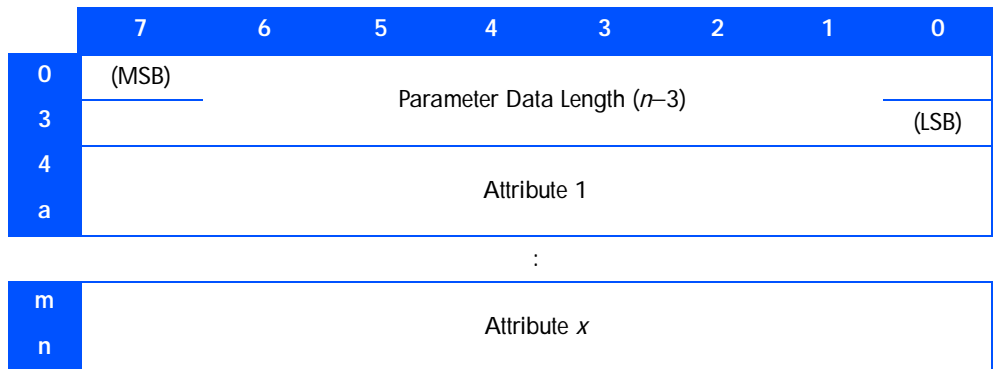 7 6 5 4 3 2 1 0
0 (MSB)
Parameter Data Length (n–3)
3 (LSB)
4
Attribute 1
a
:
m
Attribute x
n